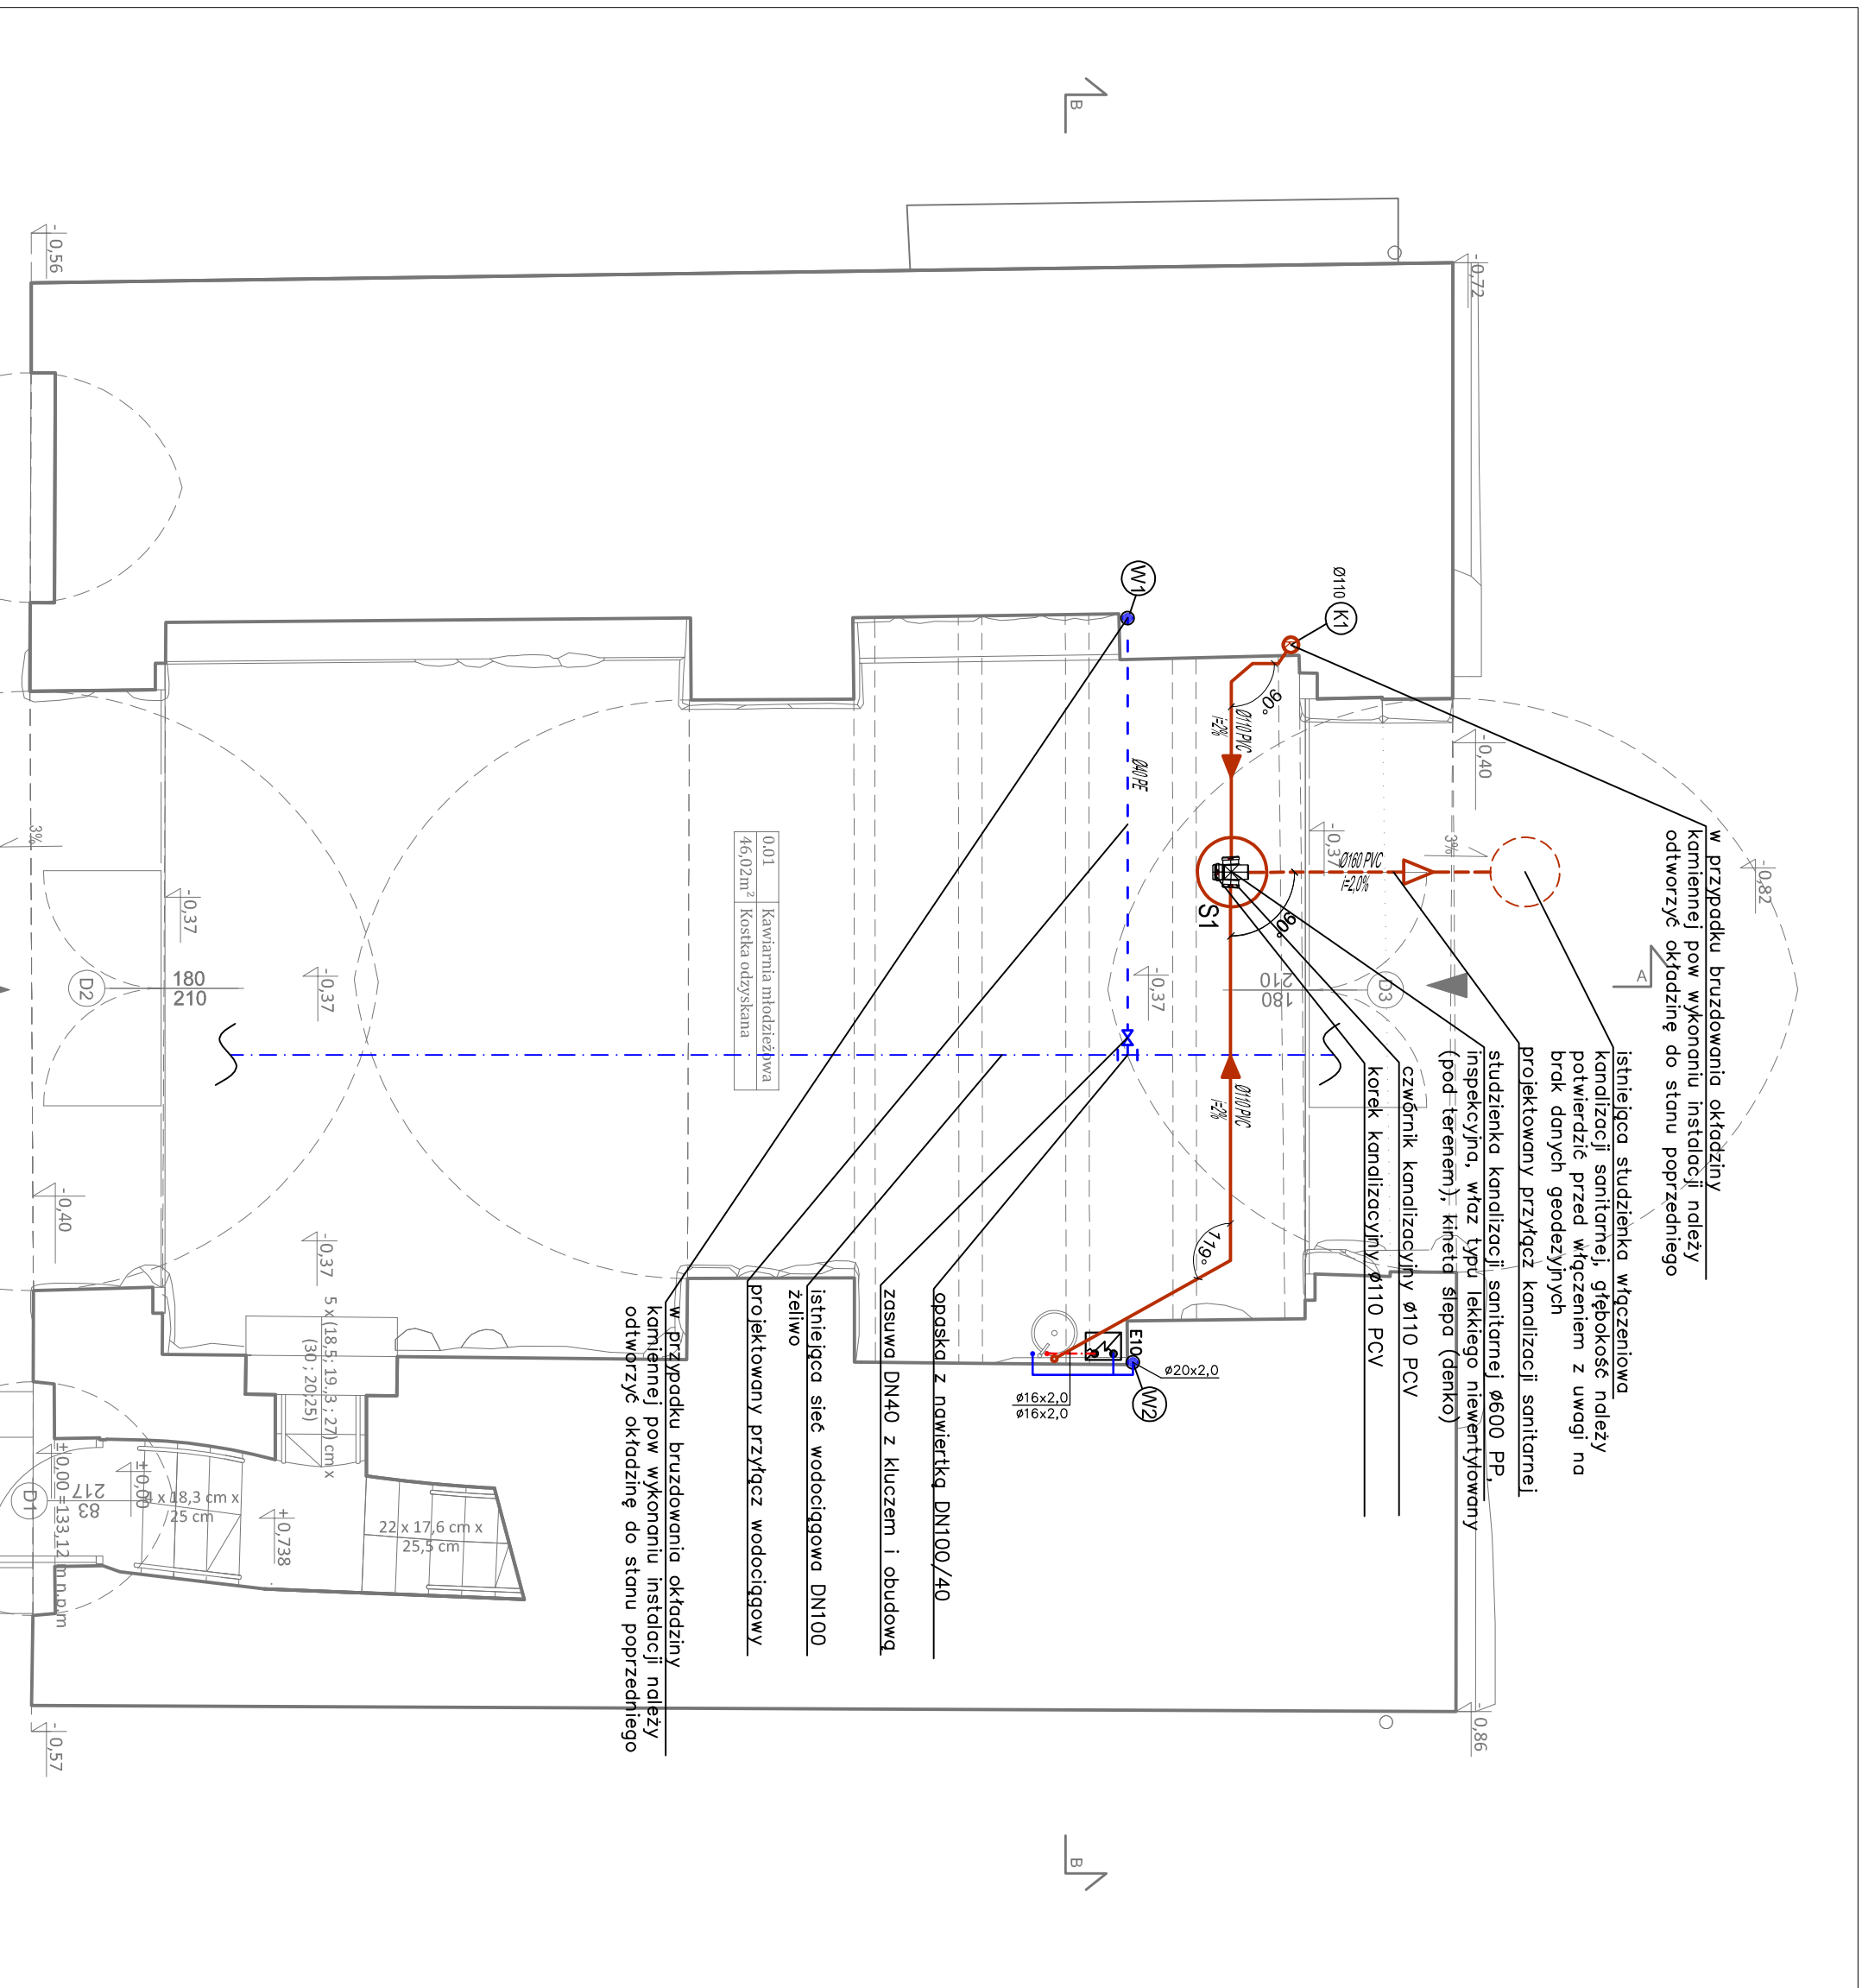 w przypadku bruzdowania okładziny
kamiennej pow wykonaniu instalacji należy
odtworzyć okładzinę do stanu poprzedniego
istniejąca studzienka włączeniowa
kanalizacji sanitarnej, głębokość należy
potwierdzić przed włączeniem z uwagi na
brak danych geodezyjnych
projektowany przyłącz kanalizacji sanitarnej
studzienka kanalizacji sanitarnej ø600 PP,
inspekcyjna, właz typu lekkiego niewentylowany
(pod terenem), kineta ślepa (denko)
czwórnik kanalizacyjny ø110 PCV
korek kanalizacyjny ø110 PCV
opaska z nawiertką DN100/40
zasuwa DN40 z kluczem i obudową
istniejąca sieć wodociągowa DN100
żeliwo
projektowany przyłącz wodociągowy
w przypadku bruzdowania okładziny
kamiennej pow wykonaniu instalacji należy
odtworzyć okładzinę do stanu poprzedniego
B
B
A
-0,56
-0,72
-0,40
-0,82
-0,37
-0,37
-0,37
-0,37
-0,37
-0,40
-0,86
-0,57
3%
3%
Ø110
K1
W1
W2
S1
E10
90°
90°
119°
Ø110 PVC
i=2%
Ø110 PVC
i=2%
Ø160 PVC
i=2,0%
Ø40 PE
ø20x2,0
ø16x2,0
ø16x2,0
0.01
Kawiarnia młodzieżowa
46,02m²
Kostka odzyskana
D2
180
210
D3
180
210
D1
83
217
5 x (18,5; 19,3 ; 27) cm x
(30 ; 20;25)
4 x 18,3 cm x
25 cm
22 x 17,6 cm x
25,5 cm
+0,738
±0,00
±0,00 =133,12 m n.p.m